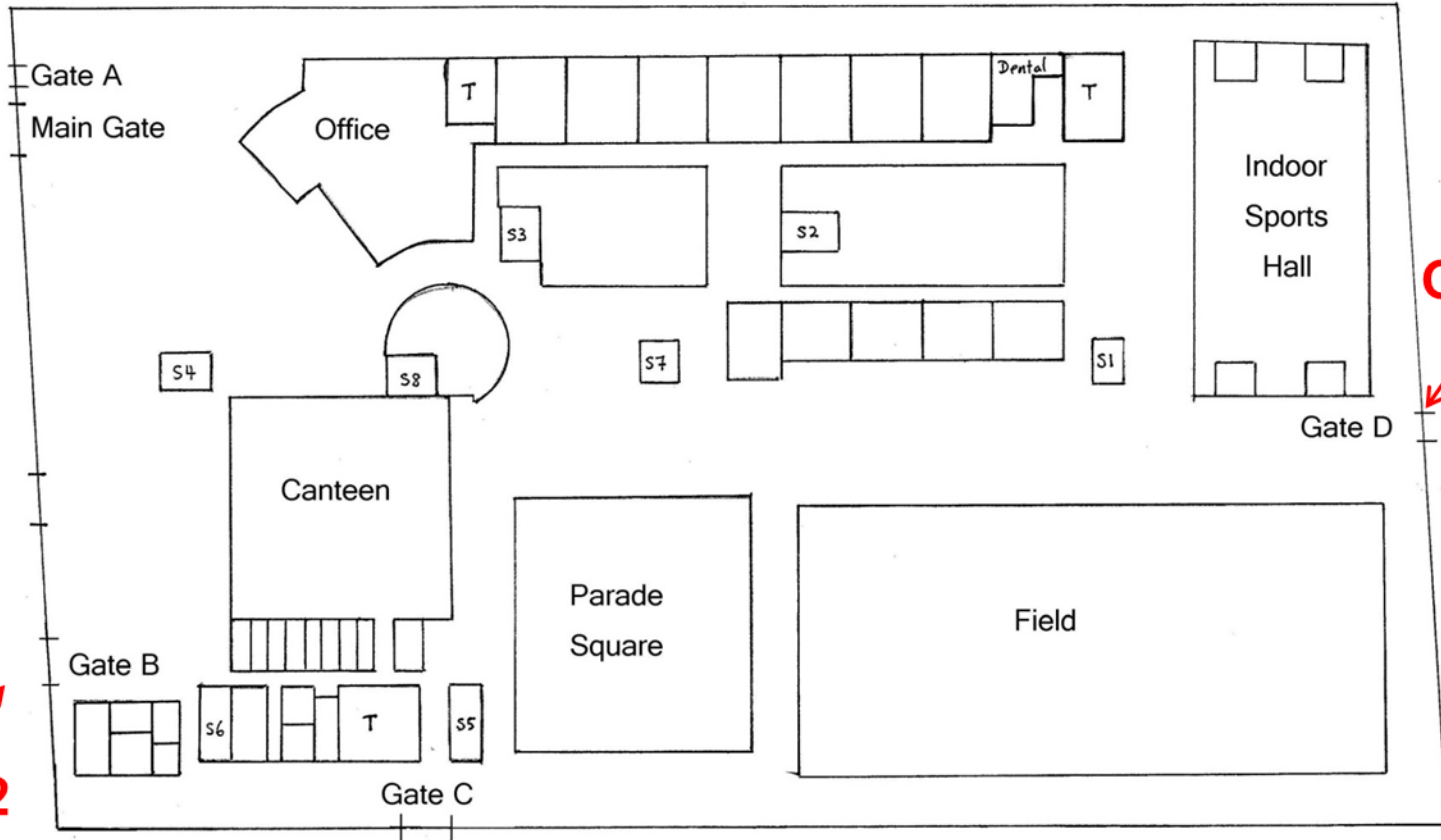 Gate A
Main Gate
Office
T
Dental
T
Indoor
Sports
Hall
S3
S2
S4
S8
S7
S1
Gate D
Canteen
Parade
Square
Field
Gate B
S6
T
S5
Gate C
2